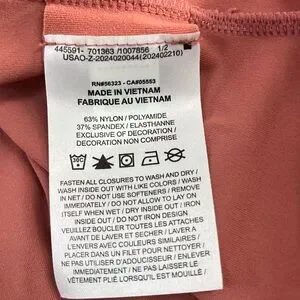 445591- 701363 /1007856 1/2
USAO-Z-2024020044(202402210)
RN#56323 - CA#05553
MADE IN VIETNAM
FABRIQUE AU VIETNAM
63% NYLON / POLYAMIDE
37% SPANDEX / ELASTHANNE
EXCLUSIVE OF DECORATION /
DECORATION NON COMPRISE
FASTEN ALL CLOSURES TO WASH AND DRY /
WASH INSIDE OUT WITH LIKE COLORS / WASH
IN NET / DO NOT USE SOFTENERS / REMOVE
IMMEDIATELY / DO NOT ALLOW TO LAY ON
ITSELF WHEN WET / DRY INSIDE OUT / IRON
INSIDE OUT / DO NOT IRON DESIGN
VEUILLEZ BOUCLER TOUTES LES ATTACHES
AVANT DE LAVER ET SECHER / LAVER A
L'ENVERS AVEC COULEURS SIMILAIRES /
PLACER DANS UN FILET POUR NETTOYER /
NE PAS UTILISER D'ADOUCISSEUR / ENLEVER
IMMÉDIATEMENT / NE PAS LAISSER LE
VÊTEMENT PLIÉ LORSQU'IL EST MOUILLÉ /